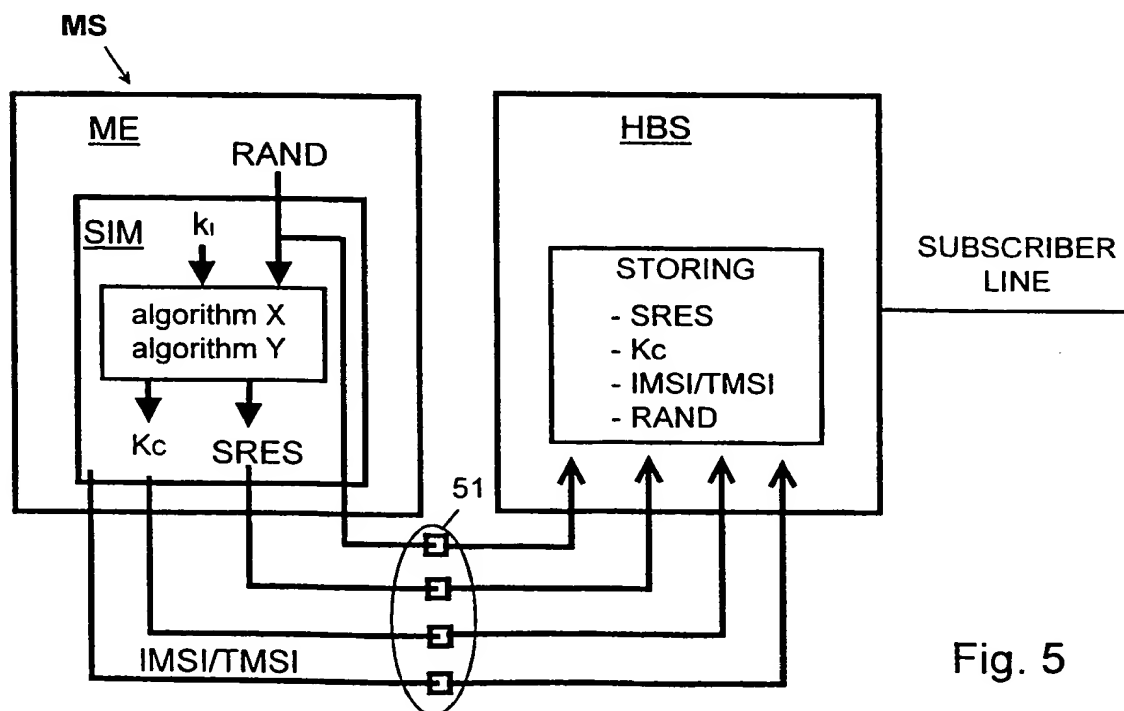 MS
ME
RAND
SIM
kI
algorithm X
algorithm Y
Kc
SRES
IMSI/TMSI
51
HBS
STORING
- SRES
- Kc
- IMSI/TMSI
- RAND
SUBSCRIBER
LINE
Fig. 5